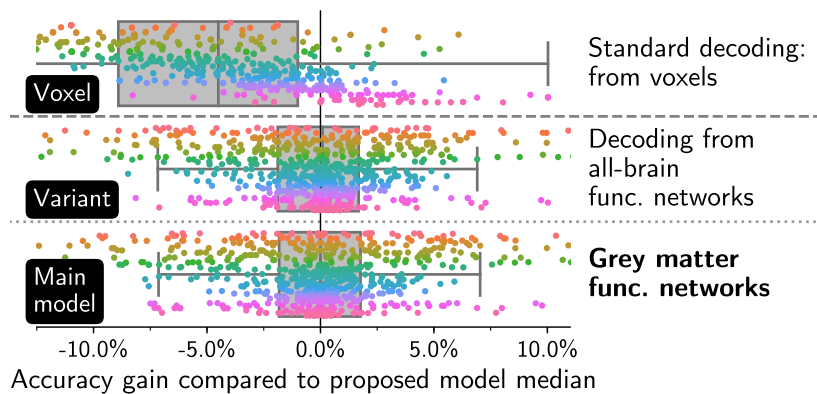 Voxel
Standard decoding:
from voxels
Variant
Decoding from
all-brain
func. networks
Main
model
Grey matter
func. networks
-10.0% -5.0% 0.0% 5.0% 10.0%
Accuracy gain compared to proposed model median